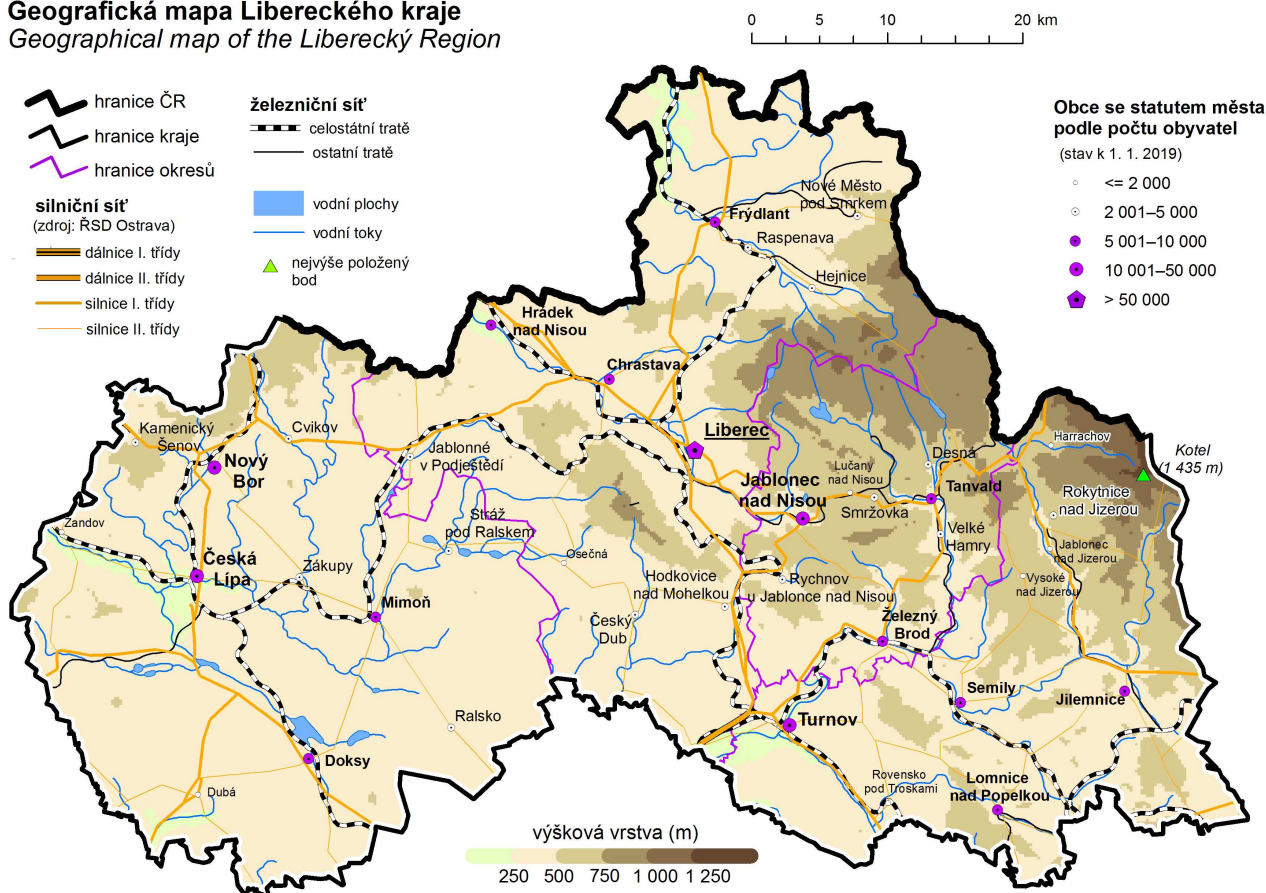 Geografická mapa Libereckého kraje
Geographical map of the Liberecký Region
0 5 10 20 km
hranice ČR
hranice kraje
hranice okresů
silniční síť
(zdroj: ŘSD Ostrava)
dálnice I. třídy
dálnice II. třídy
silnice I. třídy
silnice II. třídy
železniční síť
celostátní tratě
ostatní tratě
vodní plochy
vodní toky
nejvýše položený
bod
Obce se statutem města
podle počtu obyvatel
(stav k 1. 1. 2019)
<= 2 000
2 001–5 000
5 001–10 000
10 001–50 000
> 50 000
Nové Město
pod Smrkem
Frýdlant
Raspenava
Hejnice
Hrádek
nad Nisou
Chrastava
Liberec
Kamenický
Šenov
Cvikov
Nový
Bor
Jablonné
v Podještědí
Jablonec
nad Nisou
Lučany
nad Nisou
Smržovka
Desná
Tanvald
Harrachov
Kotel
(1 435 m)
Rokytnice
nad Jizerou
Velké
Hamry
Jablonec
nad Jizerou
Vysoké
nad Jizerou
Žandov
Česká
Lípa
Zákupy
Mimoň
Stráž
pod Ralskem
Osečná
Hodkovice
nad Mohelkou
Český
Dub
Rychnov
u Jablonce nad Nisou
Železný
Brod
Semily
Jilemnice
Turnov
Ralsko
Doksy
Dubá
Rovensko
pod Troskami
Lomnice
nad Popelkou
výšková vrstva (m)
250 500 750 1 000 1 250